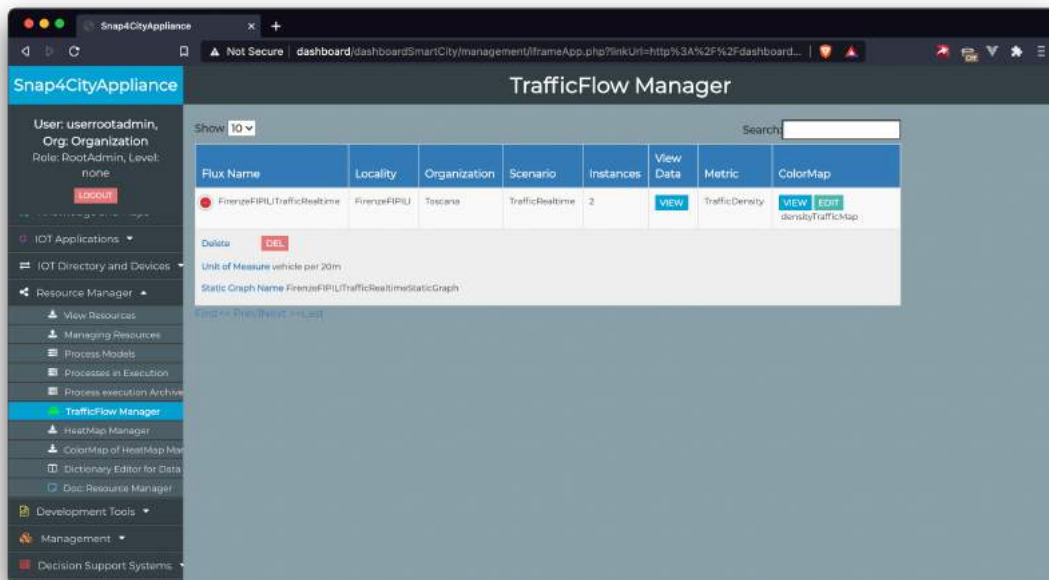 Snap4CityAppliance
Not Secure dashboard/dashboardSmartCity/management/iframeApp.php?linkUrl=http%3A%2F%2Fdashboard...
Off
Snap4CityAppliance
TrafficFlow Manager
User: userrootadmin,
Org: Organization
Role: RootAdmin, Level:
none
LOGOUT
IOT Applications
IOT Directory and Devices
Resource Manager
View Resources
Managing Resources
Process Models
Processes in Execution
Process execution Archive
TrafficFlow Manager
HeatMap Manager
ColorMap of HeatMap Man
Dictionary Editor for Data
Doc: Resource Manager
Development Tools
Management
Decision Support Systems
Show 10
Search:
Flux Name Locality Organization Scenario Instances View Data Metric ColorMap
FirenzeFIPILITrafficRealtime FirenzeFIPILI Toscana TrafficRealtime 2 VIEW TrafficDensity VIEW EDIT
densityTrafficMap
Delete DEL
Unit of Measure vehicle per 20m
Static Graph Name FirenzeFIPILITrafficRealtimeStaticGraph
First<< Prev||Next >>Last